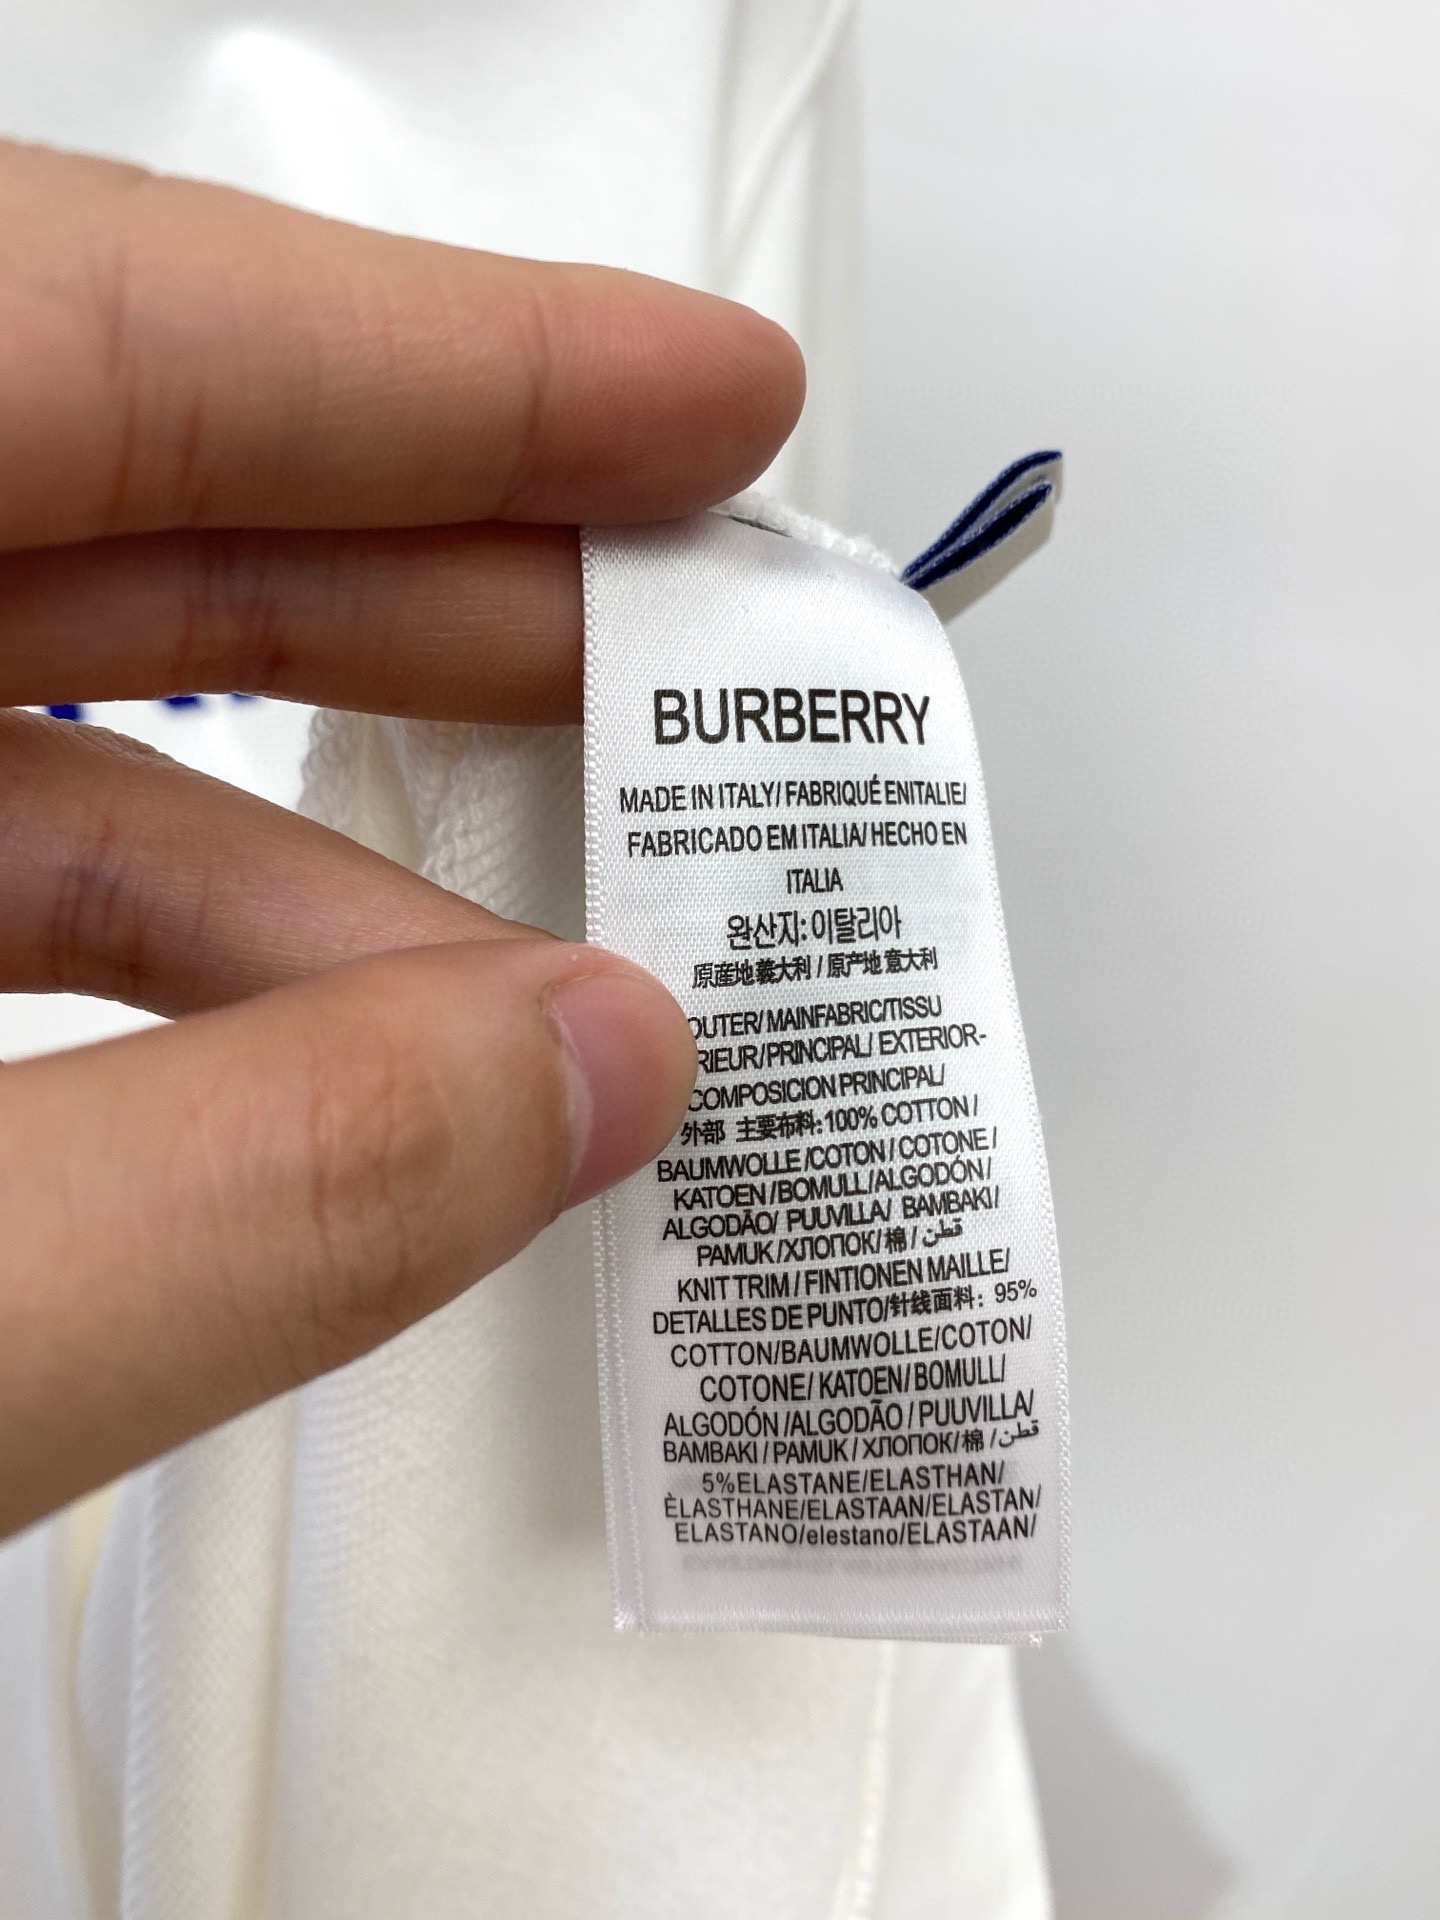 BURBERRY
MADE IN ITALY/ FABRIQUÉ ENITALIE/
FABRICADO EM ITALIA/ HECHO EN
ITALIA
완산지:이탈리아
原産地義大利 / 原产地意大利
OUTER/ MAINFABRIC/TISSU
RIEUR/PRINCIPAL/ EXTERIOR-
COMPOSICION PRINCIPAL/
外部 主要布料:100% COTTON /
BAUMWOLLE /COTON / COTONE /
KATOEN /BOMULL/ALGODÓN/
ALGODÃO/ PUUVILLA/ BAMBAKI/
PAMUK /ХЛОПОК/ 棉 / قطن
KNIT TRIM / FINTIONEN MAILLE/
DETALLES DE PUNTO/针线面料: 95%
COTTON/BAUMWOLLE/COTON/
COTONE/ KATOEN/ BOMULL/
ALGODÓN /ALGODÃO / PUUVILLA/
BAMBAKI / PAMUK / ХЛОПОК/ 棉 / قطن
5%ELASTANE/ELASTHAN/
ÈLASTHANE/ELASTAAN/ELASTAN/
ELASTANO/elestano/ELASTAAN/